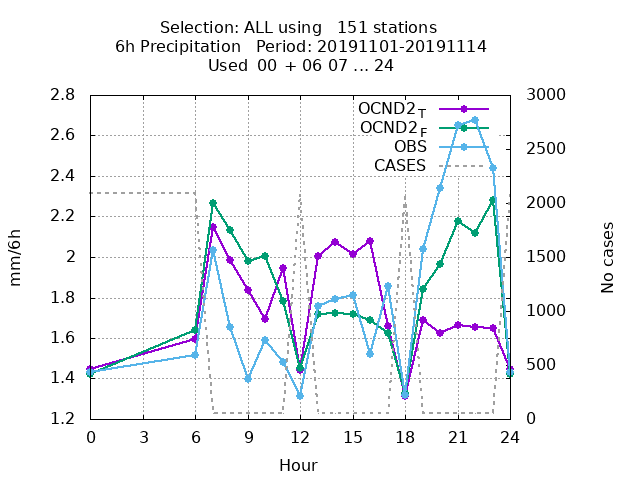 Selection: ALL using   151 stations
6h Precipitation   Period: 20191101-20191114
Used  00  + 06 07 ... 24
2.8
2.6
2.4
2.2
2
1.8
1.6
1.4
1.2
mm/6h
OCND2 T
OCND2 F
OBS
CASES
3000
2500
2000
1500
1000
500
0
No cases
0 3 6 9 12 15 18 21 24
Hour